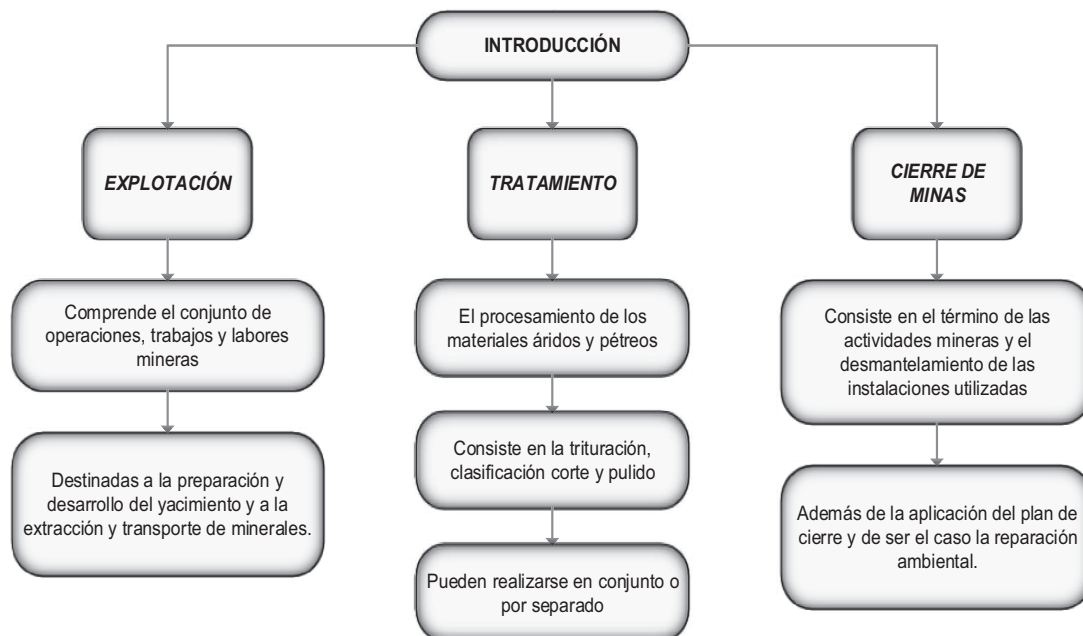 INTRODUCCIÓN
EXPLOTACIÓN
Comprende el conjunto de
operaciones, trabajos y labores
mineras
Destinadas a la preparación y
desarrollo del yacimiento y a la
extracción y transporte de minerales.
TRATAMIENTO
El procesamiento de los
materiales áridos y pétreos
Consiste en la trituración,
clasificación corte y pulido
Pueden realizarse en conjunto o
por separado
CIERRE DE
MINAS
Consiste en el término de las
actividades mineras y el
desmantelamiento de las
instalaciones utilizadas
Además de la aplicación del plan de
cierre y de ser el caso la reparación
ambiental.